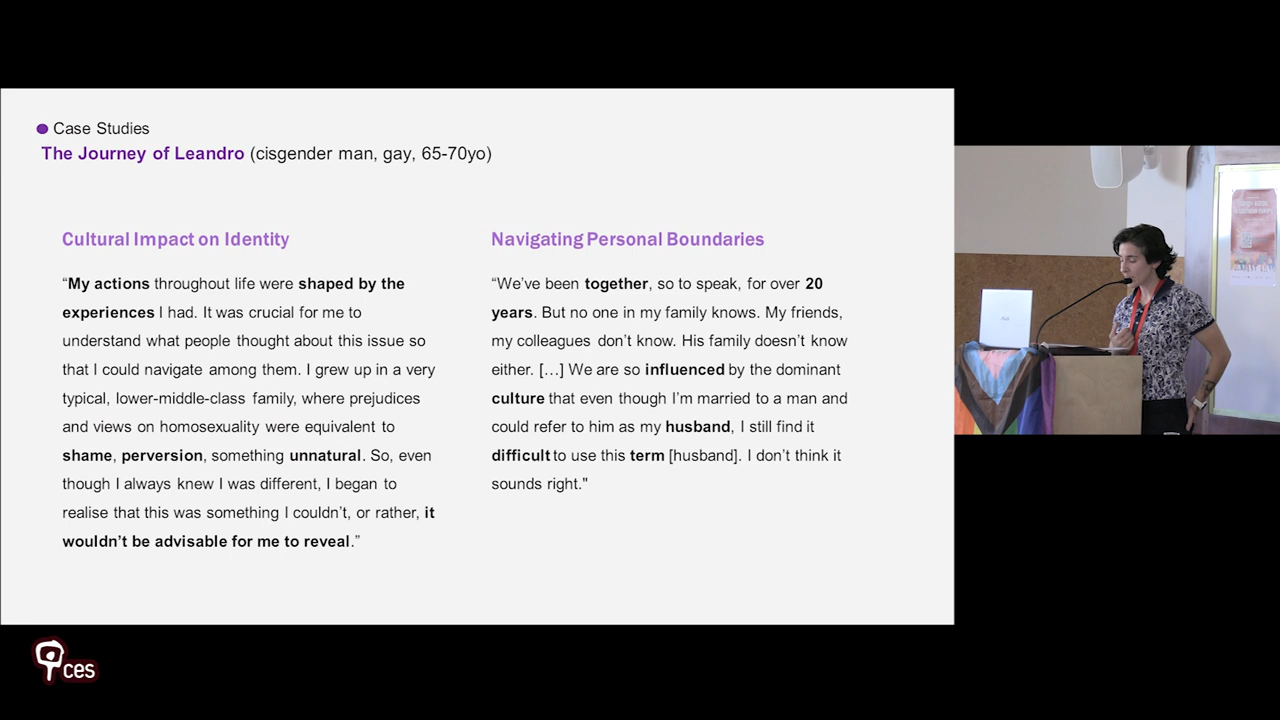 Case Studies
The Journey of Leandro (cisgender man, gay, 65-70yo)
Cultural Impact on Identity
“My actions throughout life were shaped by the
experiences I had. It was crucial for me to
understand what people thought about this issue so
that I could navigate among them. I grew up in a very
typical, lower-middle-class family, where prejudices
and views on homosexuality were equivalent to
shame, perversion, something unnatural. So, even
though I always knew I was different, I began to
realise that this was something I couldn’t, or rather, it
wouldn’t be advisable for me to reveal.”
Navigating Personal Boundaries
“We’ve been together, so to speak, for over 20
years. But no one in my family knows. My friends,
my colleagues don’t know. His family doesn’t know
either. […] We are so influenced by the dominant
culture that even though I’m married to a man and
could refer to him as my husband, I still find it
difficult to use this term [husband]. I don’t think it
sounds right."
ces